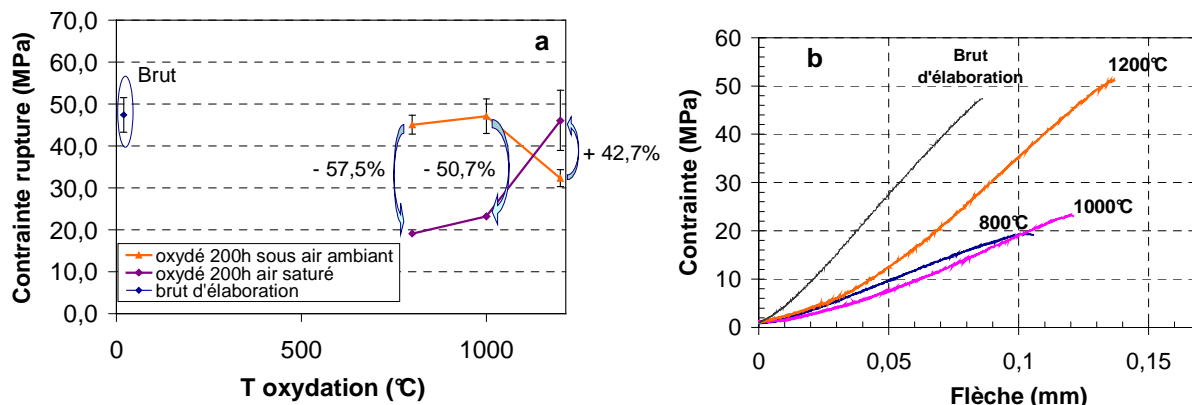 70,0
60,0
50,0
40,0
30,0
20,0
10,0
0,0
0
500
1000
Contrainte rupture (MPa)
T oxydation (°C)
a
Brut
- 57,5%
- 50,7%
+ 42,7%
oxydé 200h sous air ambiant
oxydé 200h air saturé
brut d'élaboration
60
50
40
30
20
10
0
0
0,05
0,1
0,15
Contrainte (MPa)
Flèche (mm)
b
Brut
d'élaboration
1200°C
800°C
1000°C